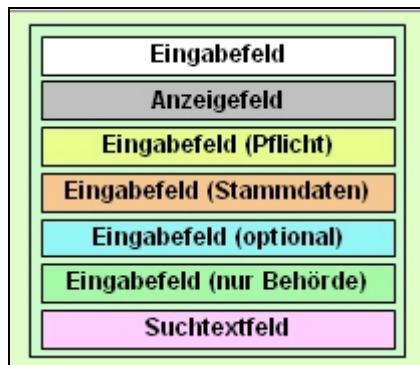 Eingabefeld
Anzeigefeld
Eingabefeld (Pflicht)
Eingabefeld (Stammdaten)
Eingabefeld (optional)
Eingabefeld (nur Behörde)
Suchtextfeld